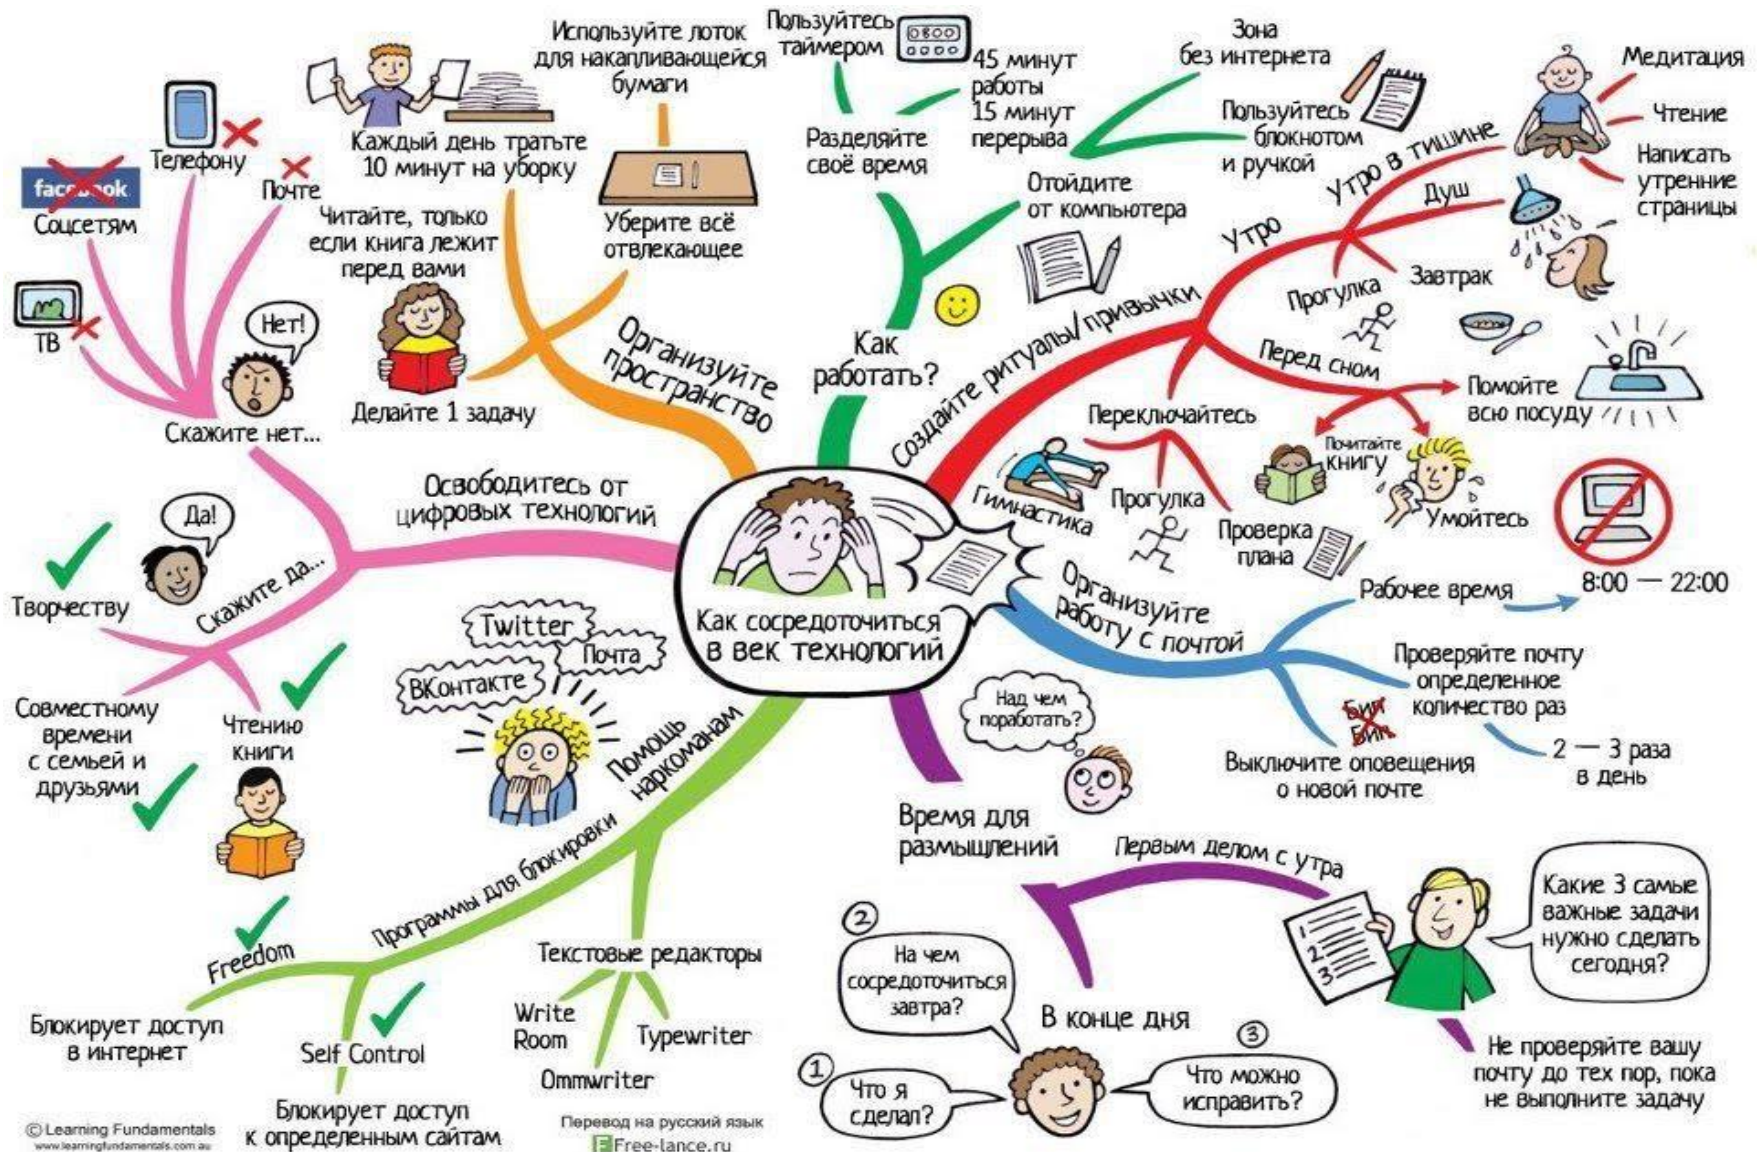 Как сосредоточиться
в век технологий
Освободитесь от
цифровых технологий
Скажите нет...
Нет!
ТВ
facebook
Соцсетям
Телефону
Почте
Скажите да...
Да!
Творчеству
Совместному
времени
с семьей и
друзьями
Чтению
книги
Организуйте
пространство
Каждый день тратьте
10 минут на уборку
Используйте лоток
для накапливающейся
бумаги
Уберите всё
отвлекающее
Читайте, только
если книга лежит
перед вами
Делайте 1 задачу
Как
работать?
Разделяйте
своё время
Пользуйтесь
таймером
0800
45 минут
работы
15 минут
перерыва
Отойдите
от компьютера
Зона
без интернета
Пользуйтесь
блокнотом
и ручкой
Создайте ритуалы/привычки
Утро
Утро в тишине
Медитация
Чтение
Написать
утренние
страницы
Душ
Завтрак
Прогулка
Перед сном
Помойте
всю посуду
Почитайте
книгу
Умойтесь
Переключайтесь
Гимнастика
Прогулка
Проверка
плана
Организуйте
работу с почтой
Рабочее время
8:00 — 22:00
Проверяйте почту
определенное
количество раз
2 — 3 раза
в день
Бип
Бип
Выключите оповещения
о новой почте
Время для
размышлений
Над чем
поработать?
Первым делом с утра
1
2
3
Какие 3 самые
важные задачи
нужно сделать
сегодня?
Не проверяйте вашу
почту до тех пор, пока
не выполните задачу
В конце дня
1
Что я
сделал?
2
На чем
сосредоточиться
завтра?
3
Что можно
исправить?
Помощь
наркоманам
Twitter
Почта
ВКонтакте
Программы для блокировки
Freedom
Блокирует доступ
в интернет
Self Control
Блокирует доступ
к определенным сайтам
Текстовые редакторы
Write
Room
Ommwriter
Typewriter
© Learning Fundamentals
www.learningfundamentals.com.au
Перевод на русский язык
F Free-lance.ru